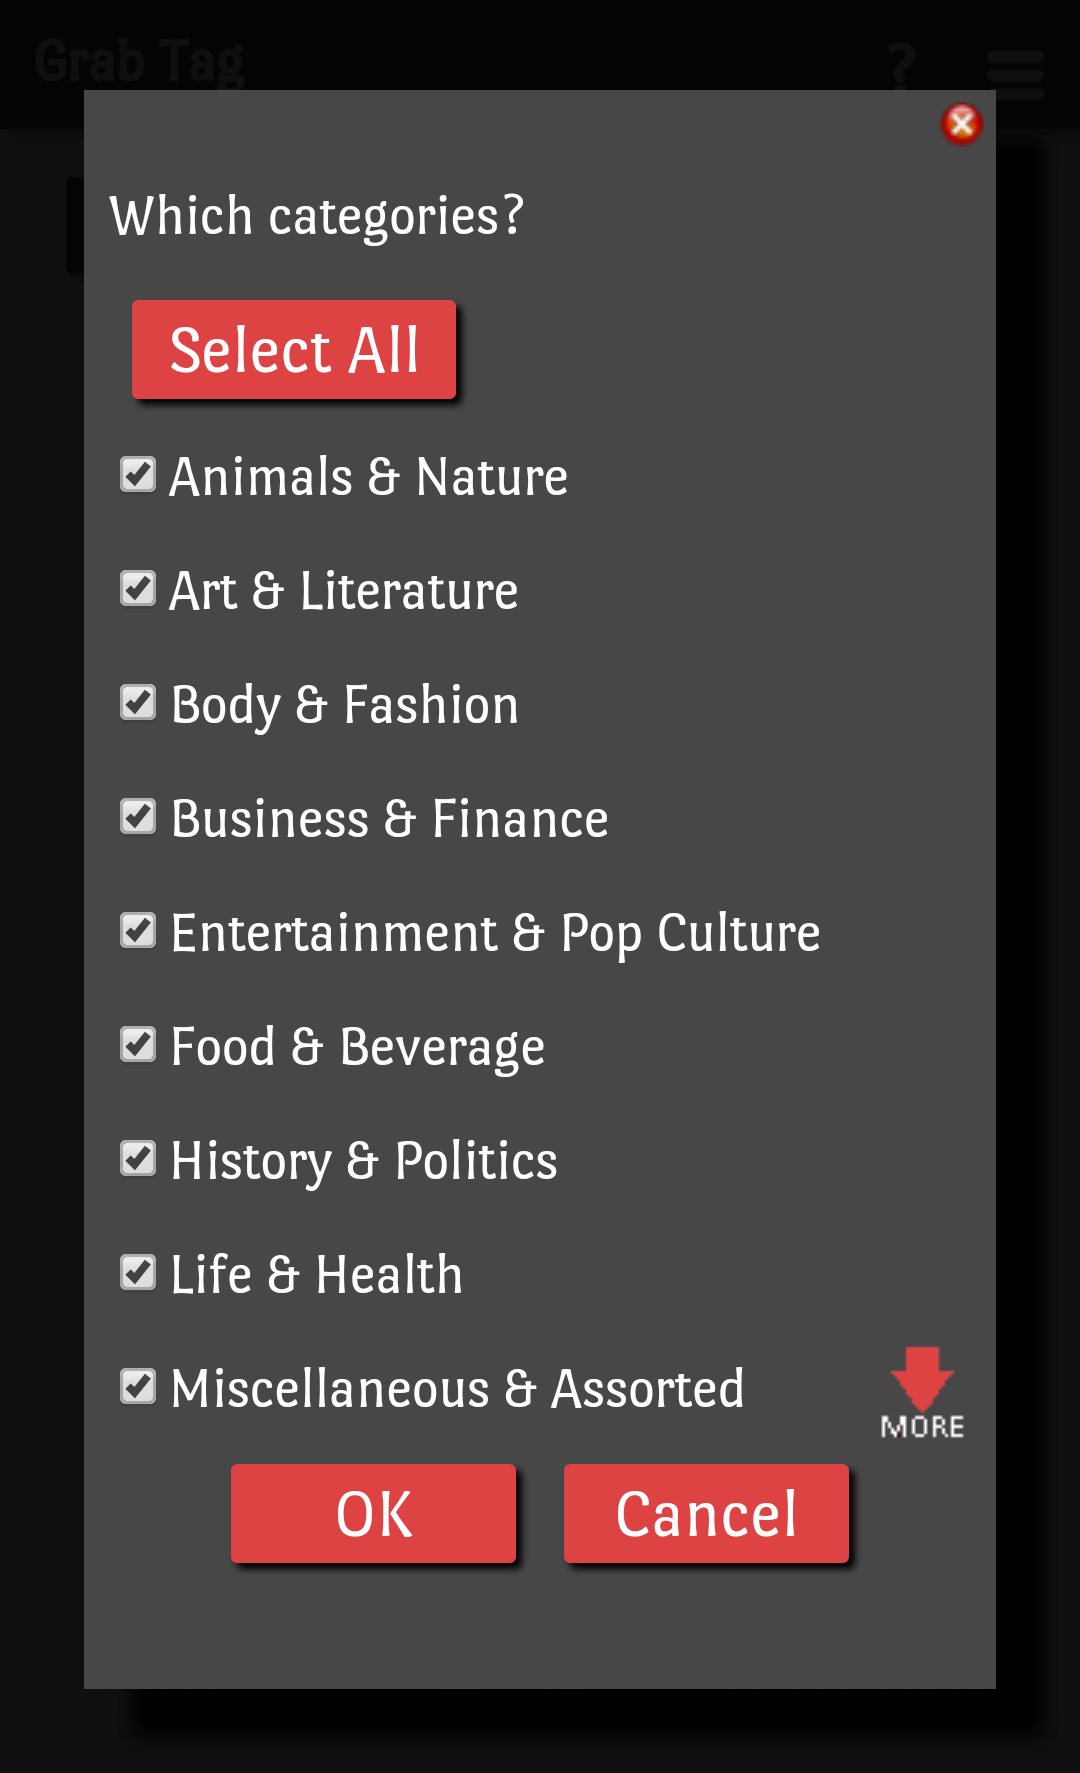 Grab Tag ?
Which categories?
Select All
Animals & Nature
Art & Literature
Body & Fashion
Business & Finance
Entertainment & Pop Culture
Food & Beverage
History & Politics
Life & Health
Miscellaneous & Assorted
MORE
OK Cancel